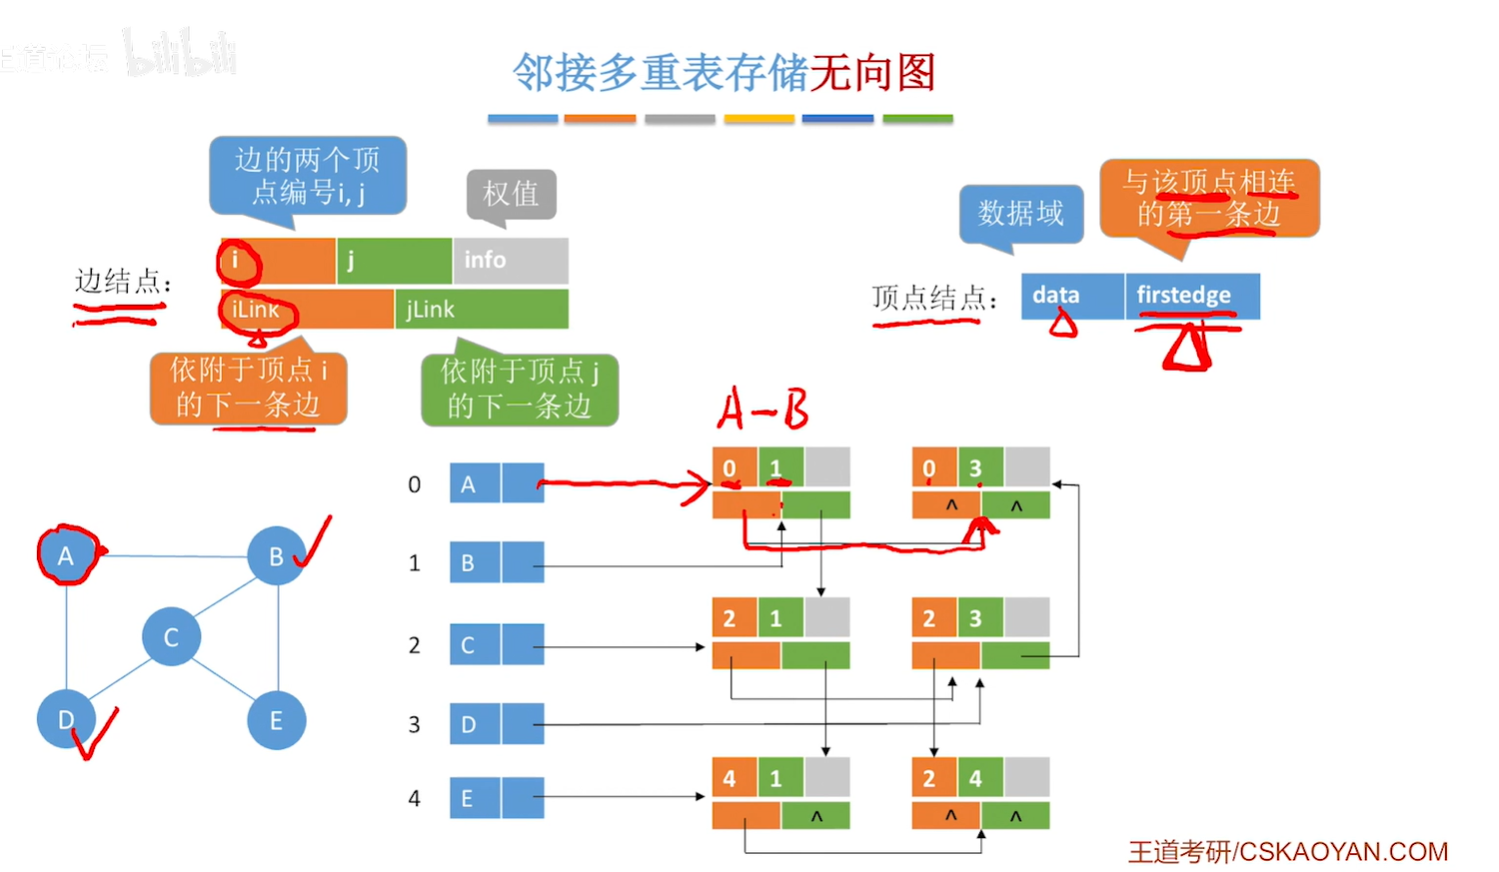 bilibili
邻接多重表存储无向图
边的两个顶
点编号i, j
权值
数据域
与该顶点相连
的第一条边
边结点：
i j info
iLink jLink
顶点结点：
data firstedge
依附于顶点 i
的下一条边
依附于顶点 j
的下一条边
A-B
0 A
0 1
0 3
^ ^
1 B
2 C
2 1
2 3
3 D
4 E
4 1
^
2 4
^ ^
A
B
C
D
E
王道考研/CSKAOYAN.COM